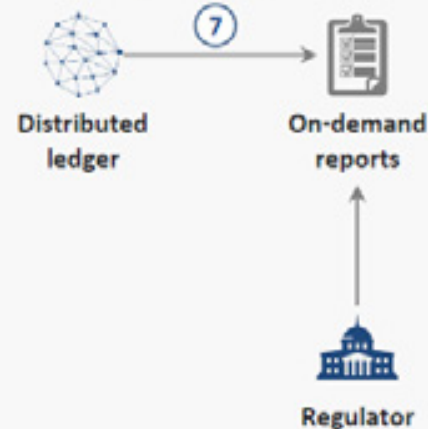 7
Distributed
ledger
On-demand
reports
Regulator